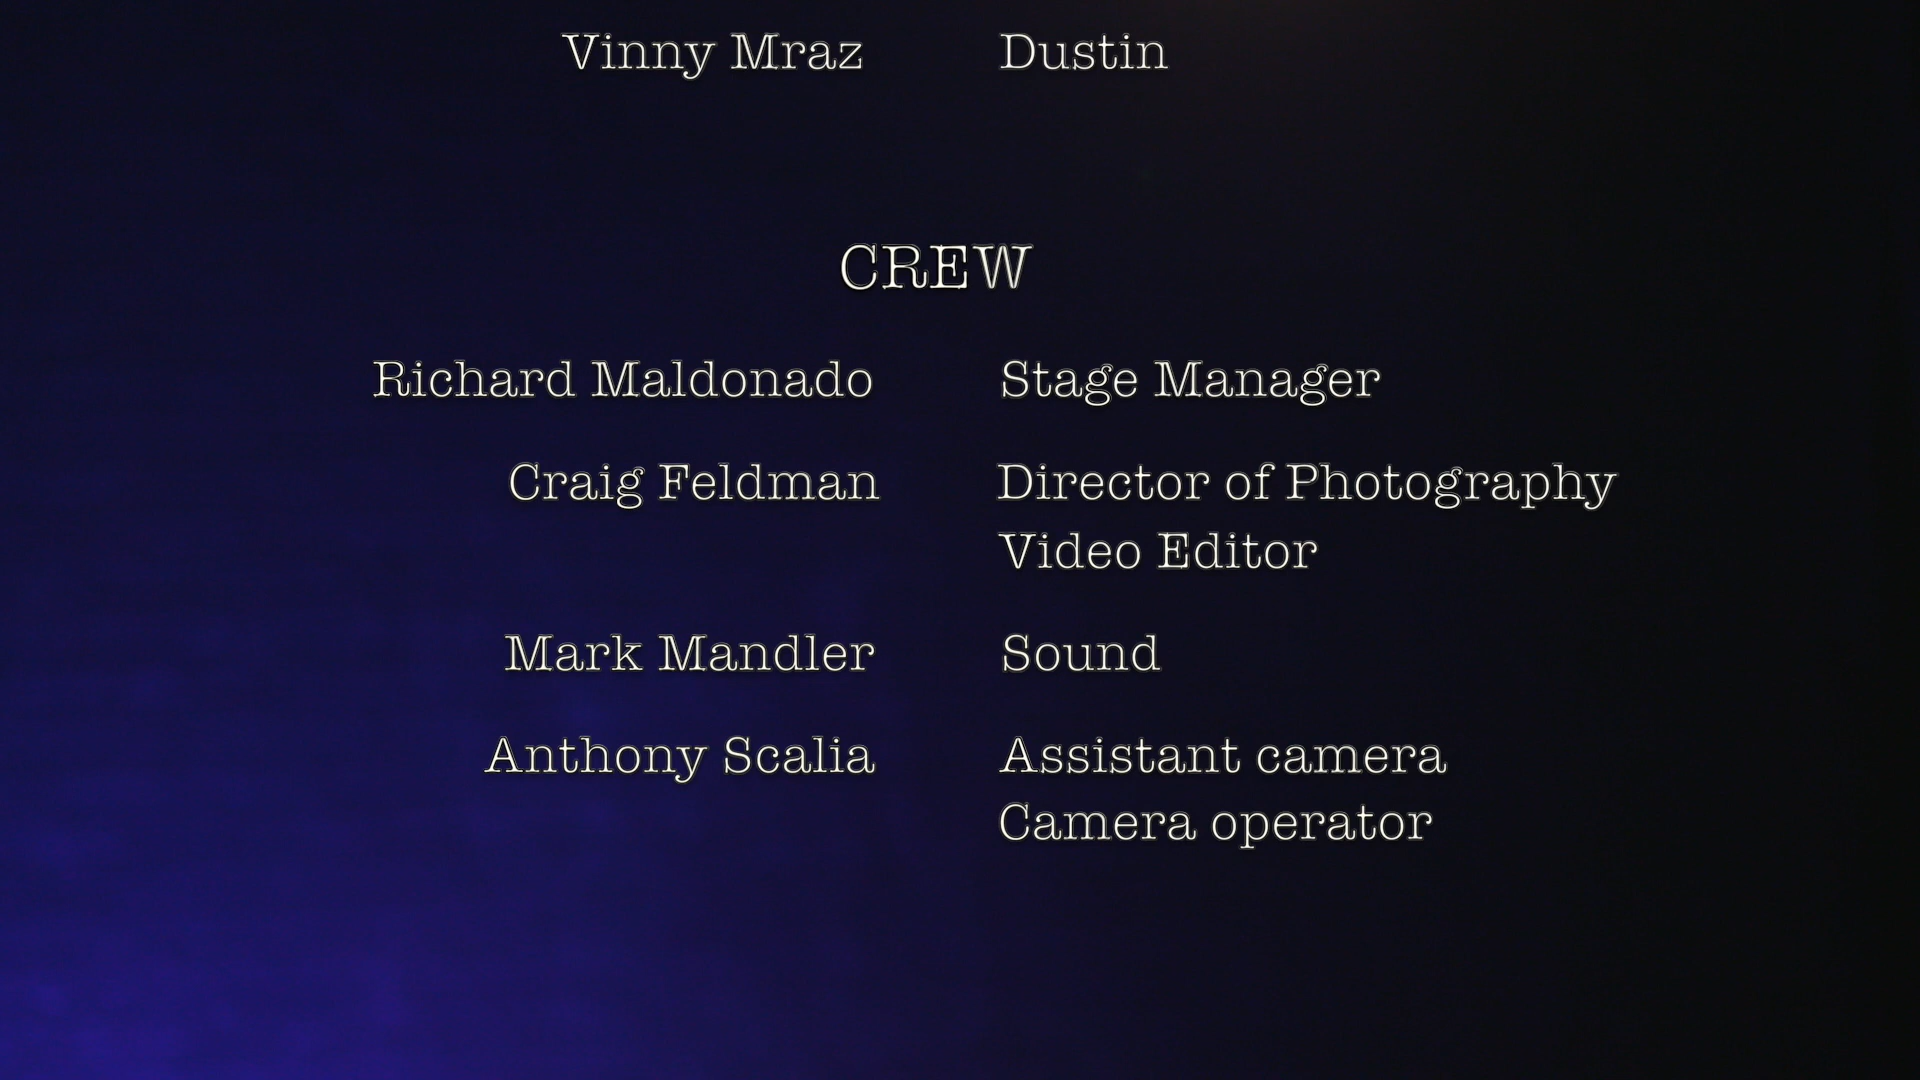 Vinny Mraz Dustin
CREW
Richard Maldonado Stage Manager
Craig Feldman Director of Photography
Video Editor
Mark Mandler Sound
Anthony Scalia Assistant camera
Camera operator